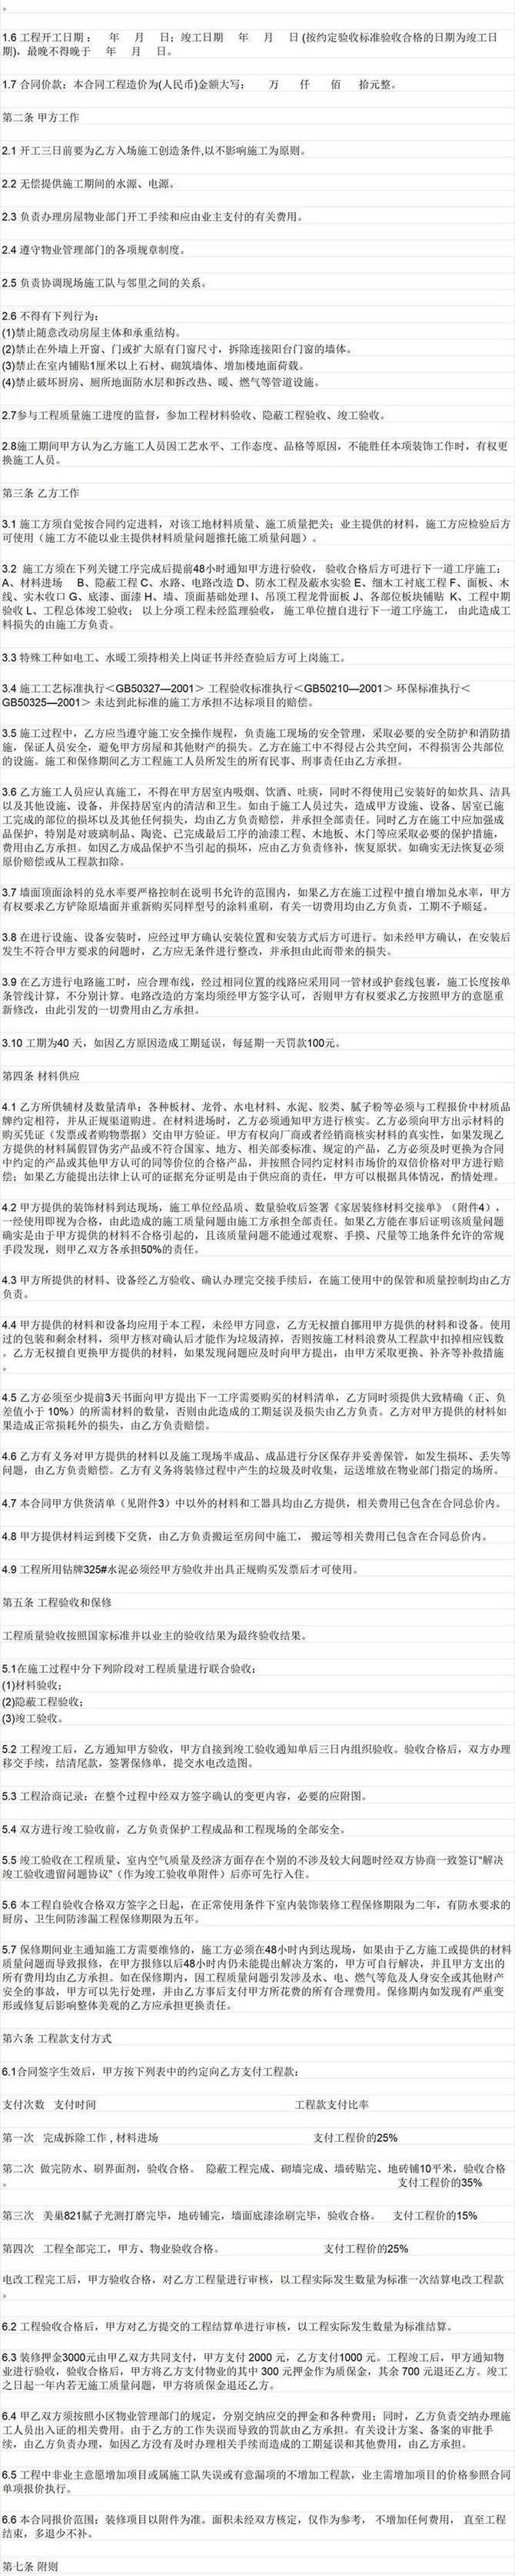 。
1.6 工程开工日期： 年 月 日；竣工日期 年 月 日 (按约定验收标准验收合格的日期为竣工日
期)，最晚不得晚于 年 月 日。
1.7 合同价款：本合同工程造价为(人民币)金额大写： 万 仟 佰 拾元整。
第二条 甲方工作
2.1 开工三日前要为乙方入场施工创造条件,以不影响施工为原则。
2.2 无偿提供施工期间的水源、电源。
2.3 负责办理房屋物业部门开工手续和应由业主支付的有关费用。
2.4 遵守物业管理部门的各项规章制度。
2.5 负责协调现场施工队与邻里之间的关系。
2.6 不得有下列行为：
(1)禁止随意改动房屋主体和承重结构。
(2)禁止在外墙上开窗、门或扩大原有门窗尺寸，拆除连接阳台门窗的墙体。
(3)禁止在室内铺贴1厘米以上石材、砌筑墙体、增加楼地面荷载。
(4)禁止破坏厨房、厕所地面防水层和拆改热、暖、燃气等管道设施。
2.7参与工程质量施工进度的监督，参加工程材料验收、隐蔽工程验收、竣工验收。
2.8施工期间甲方认为乙方施工人员因工艺水平、工作态度、品格等原因，不能胜任本项装饰工作时，有权更
换施工人员。
第三条 乙方工作
3.1 施工方须自觉按合同约定进料，对该工地材料质量、施工质量把关；业主提供的材料，施工方应检验后方
可使用（施工方不能以业主提供材料质量问题推托施工质量问题）。
3.2 施工方须在下列关键工序完成后提前48小时通知甲方进行验收， 验收合格后方可进行下一道工序施工：
A、材料进场 B、隐蔽工程 C、水路、电路改造 D、防水工程及蔽水实验 E、细木工衬底工程 F、面板、木
线、实木收口 G、底漆、面漆 H、墙、顶面基础处理 I、吊顶工程龙骨面板 J、各部位板块铺贴 K、工程中期
验收 L、工程总体竣工验收； 以上分项工程未经监理验收， 施工单位擅自进行下一道工序施工， 由此造成工
料损失的由施工方负责。
3.3 特殊工种如电工、水暖工须持相关上岗证书并经查验后方可上岗施工。
3.4 施工工艺标准执行＜GB50327—2001＞ 工程验收标准执行＜GB50210—2001＞ 环保标准执行＜
GB50325—2001＞ 未达到此标准的施工方承担不达标项目的赔偿。
3.5 施工过程中，乙方应当遵守施工安全操作规程，负责施工现场的安全管理，采取必要的安全防护和消防措
施，保证人员安全，避免甲方房屋和其他财产的损失。乙方在施工中不得侵占公共空间，不得损害公共部位
的设施。施工和保修期间乙方工程施工人员所发生的所有民事、刑事责任由乙方承担。
3.6 乙方施工人员应认真施工，不得在甲方居室内吸烟、饮酒、吐痰，同时不得使用已安装好的如炊具、洁具
以及其他设施、设备，并保持居室内的清洁和卫生。如由于施工人员过失，造成甲方设施、设备、居室已施
工完成的部位的损坏以及其他任何损失，均由乙方负责赔偿，并承担全部责任。同时乙方在施工中应加强成
品保护，特别是对玻璃制品、陶瓷、已完成最后工序的油漆工程、木地板、木门等应采取必要的保护措施，
费用由乙方承担。如因乙方成品保护不当引起的损坏，应由乙方负责修补，恢复原状。如确实无法恢复必须
原价赔偿或从工程款扣除。
3.7 墙面顶面涂料的兑水率要严格控制在说明书允许的范围内，如果乙方在施工过程中擅自增加兑水率，甲方
有权要求乙方铲除原墙面并重新购买同样型号的涂料重刷，有关一切费用均由乙方负责，工期不予顺延。
3.8 在进行设施、设备安装时，应经过甲方确认安装位置和安装方式后方可进行。如未经甲方确认，在安装后
发生不符合甲方要求的问题时，乙方应无条件进行整改，并承担由此而带来的损失。
3.9 在乙方进行电路施工时，应合理布线，经过相同位置的线路应采用同一管材或护套线包裹，施工长度按单
条管线计算，不分别计算。电路改造的方案均须经甲方签字认可，否则甲方有权要求乙方按照甲方的意愿重
新修改，由此引发的一切费用由乙方承担。
3.10 工期为40 天，如因乙方原因造成工期延误，每延期一天罚款100元。
第四条 材料供应
4.1 乙方所供辅材及数量清单：各种板材、龙骨、水电材料、水泥、胶类、腻子粉等必须与工程报价中材质品
牌约定相符，并从正规渠道购进。在材料进场时，乙方必须通知甲方进行核实。乙方必须向甲方出示材料的
购买凭证（发票或者购物票据）交由甲方验证。甲方有权向厂商或者经销商核实材料的真实性，如果发现乙
方提供的材料属假冒伪劣产品或不符合国家、地方、相关部委标准、规定的产品，乙方必须及时更换为合同
中约定的产品或其他甲方认可的同等价位的合格产品，并按照合同约定材料市场价的双倍价格对甲方进行赔
偿；如果乙方能提出法律上认可的证据充分证明是由于供应商的责任，甲方可以根据具体情况，酌情处理。
4.2 甲方提供的装饰材料到达现场，施工单位经品质、数量验收后签署《家居装修材料交接单》（附件4），
一经使用即视为合格，由此造成的施工质量问题由施工方承担全部责任。如果乙方能在事后证明该质量问题
确实是由于甲方提供的材料不合格引起的，且该质量问题不能通过观察、手摸、尺量等工地条件允许的常规
手段发现，则甲乙双方各承担50%的责任。
4.3 甲方所提供的材料、设备经乙方验收、确认办理完交接手续后，在施工使用中的保管和质量控制均由乙方
负责。
4.4 甲方提供的材料和设备均应用于本工程，未经甲方同意，乙方无权擅自挪用甲方提供的材料和设备。使用
过的包装和剩余材料，须甲方核对确认后才能作为垃圾清掉，否则按施工材料浪费从工程款中扣掉相应钱数
。乙方无权擅自更换甲方提供的材料，如果发现问题应及时向甲方提出，由甲方采取更换、补齐等补救措施
。
4.5 乙方必须至少提前3天书面向甲方提出下一工序需要购买的材料清单，乙方同时须提供大致精确（正、负
差值小于 10%）的所需材料的数量，否则由此造成的工期延误及损失由乙方负责。乙方对甲方提供的材料如
果造成正常损耗外的损失，由乙方负责赔偿。
4.6 乙方有义务对甲方提供的材料以及施工现场半成品、成品进行分区保存并妥善保管，如发生损坏、丢失等
问题，由乙方负责赔偿。乙方有义务将装修过程中产生的垃圾及时收集，运送堆放在物业部门指定的场所。
4.7 本合同甲方供货清单（见附件3）中以外的材料和工器具均由乙方提供，相关费用已包含在合同总价内。
4.8 甲方提供材料运到楼下交货，由乙方负责搬运至房间中施工， 搬运等相关费用已包含在合同总价内。
4.9 工程所用钻牌325#水泥必须经甲方验收并出具正规购买发票后才可使用。
第五条 工程验收和保修
工程质量验收按照国家标准并以业主的验收结果为最终验收结果。
5.1在施工过程中分下列阶段对工程质量进行联合验收：
(1)材料验收；
(2)隐蔽工程验收；
(3)竣工验收。
5.2 工程竣工后，乙方通知甲方验收，甲方自接到竣工验收通知单后三日内组织验收。验收合格后，双方办理
移交手续，结清尾款，签署保修单，提交水电改造图。
5.3 工程洽商记录：在整个过程中经双方签字确认的变更内容，必要的应附图。
5.4 双方进行竣工验收前，乙方负责保护工程成品和工程现场的全部安全。
5.5 竣工验收在工程质量、室内空气质量及经济方面存在个别的不涉及较大问题时经双方协商一致签订“解决
竣工验收遗留问题协议”（作为竣工验收单附件）后亦可先行入住。
5.6 本工程自验收合格双方签字之日起，在正常使用条件下室内装饰装修工程保修期限为二年，有防水要求的
厨房、卫生间防渗漏工程保修期限为五年。
5.7 保修期间业主通知施工方需要维修的，施工方必须在48小时内到达现场，如果由于乙方施工或提供的材料
质量问题而导致报修，在甲方报修以后48小时内仍未能提出解决方案的，甲方可自行解决，并且甲方支出的
所有费用均由乙方承担。如在保修期内，因工程质量问题引发涉及水、电、燃气等危及人身安全或其他财产
安全的事故，甲方可以先行处理，并由乙方事后支付甲方所花费的所有合理费用。保修期内如发现有严重变
形或修复后影响整体美观的乙方应承担更换责任。
第六条 工程款支付方式
6.1合同签字生效后，甲方按下列表中的约定向乙方支付工程款：
支付次数 支付时间 工程款支付比率
第一次 完成拆除工作 , 材料进场 支付工程价的25%
第二次 做完防水、刷界面剂，验收合格。 隐蔽工程完成、砌墙完成、墙砖贴完、地砖铺10平米，验收合格
。 支付工程价的35%
第三次 美巢821腻子光测打磨完毕，地砖铺完，墙面底漆涂刷完毕，验收合格。 支付工程价的15%
第四次 工程全部完工，甲方、物业验收合格。 支付工程价的25%
电改工程完工后，甲方验收合格，对乙方工程量进行审核，以工程实际发生数量为标准一次结算电改工程款
。
6.2 工程验收合格后，甲方对乙方提交的工程结算单进行审核，以工程实际发生数量为标准结算。
6.3 装修押金3000元由甲乙双方共同支付，甲方支付 2000 元，乙方支付1000 元。工程竣工后，甲方通知物
业进行验收，验收合格后，甲方将乙方支付物业的其中 300 元押金作为质保金，其余 700 元退还乙方。竣工
之日起一年内若无施工质量问题，甲方将质保金退还乙方。
6.4 甲乙双方须按照小区物业管理部门的规定，分别交纳应交的押金和各种费用；同时，乙方负责交纳办理施
工人员出入证的相关费用。由于乙方的工作失误而导致的罚款由乙方承担。有关设计方案、备案的审批手
续，由乙方负责办理，如因乙方没有及时办理相关手续而造成的工期延误和其他费用，由乙方承担。
6.5 工程中非业主意愿增加项目或属施工队失误或有意漏项的不增加工程款，业主需增加项目的价格参照合同
单项报价执行。
6.6 本合同报价范围：装修项目以附件为准。面积未经双方核定，仅作为参考， 不增加任何费用， 直至工程
结束，多退少不补。
第七条 附则